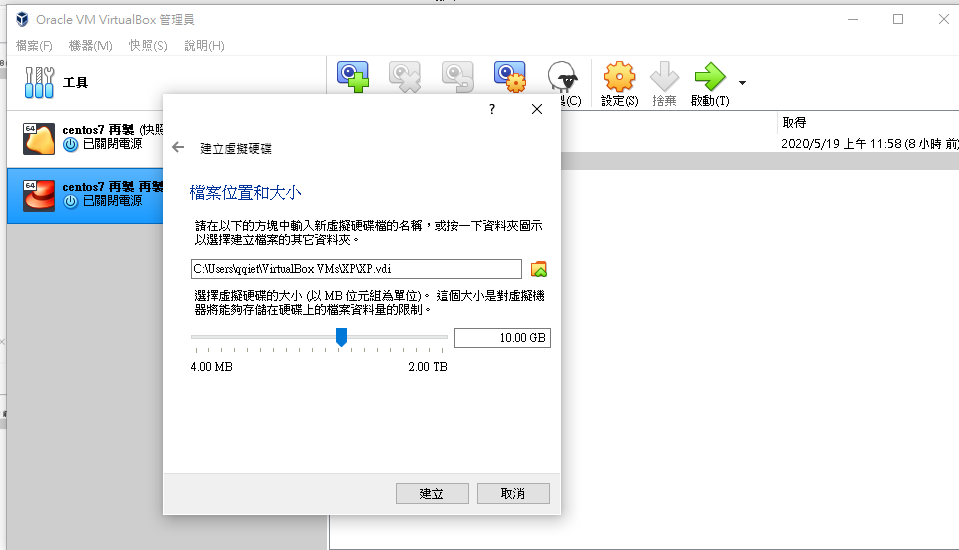 Oracle VM VirtualBox 管理員
檔案(F) 機器(M) 快照(S) 說明(H)
工具
設定(S) 捨棄 啟動(T)
centos7 再製 (快照
已關閉電源
centos7 再製 再製
已關閉電源
取得
2020/5/19 上午 11:58 (8 小時 前)
?
建立虛擬硬碟
檔案位置和大小
請在以下的方塊中輸入新虛擬硬碟檔的名稱，或按一下資料夾圖示
以選擇建立檔案的其它資料夾。
C:\Users\qqiet\VirtualBox VMs\XP\XP.vdi
選擇虛擬硬碟的大小 (以 MB 位元組為單位)。 這個大小是對虛擬機
器將能夠存儲在硬碟上的檔案資料量的限制。
10.00 GB
4.00 MB 2.00 TB
建立 取消